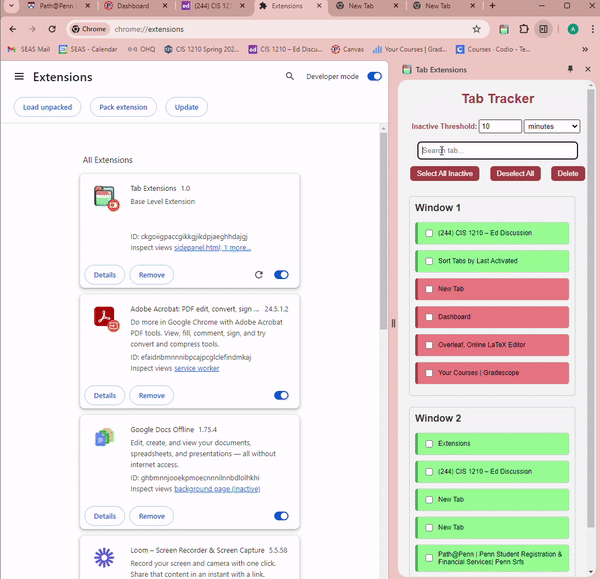 Path@Penn |
Dashboard
(244) CIS 121
Extensions
New Tab
New Tab
Chrome chrome://extensions
SEAS Mail
SEAS - Calendar
OHQ
CIS 1210 Spring 202...
CIS 1210 – Ed Discu...
Canvas
Your Courses | Grad...
Courses · Codio - Te...
Extensions
Developer mode
Load unpacked
Pack extension
Update
All Extensions
Tab Extensions 1.0
Base Level Extension
ID: ckgoiigpaccgikkgjikdpjaeghhdajgj
Inspect views sidepanel.html, 1 more...
Details
Remove
Adobe Acrobat: PDF edit, convert, sign ... 24.5.1.2
Do more in Google Chrome with Adobe Acrobat
PDF tools. View, fill, comment, sign, and try
convert and compress tools.
ID: efaidnbmnnnibpcajpcglclefindmkaj
Inspect views service worker
Details
Remove
Google Docs Offline 1.75.4
Edit, create, and view your documents,
spreadsheets, and presentations — all without
internet access.
ID: ghbmnnjooekpmoecnnnilnnbdlolhkhi
Inspect views background page (Inactive)
Details
Remove
Loom – Screen Recorder & Screen Capture 5.5.58
Record your screen and camera with one click.
Share that content in an instant with a link.
Tab Extensions
Tab Tracker
Inactive Threshold: 10 minutes
Search tab...
Select All Inactive
Deselect All
Delete
Window 1
(244) CIS 1210 – Ed Discussion
Sort Tabs by Last Activated
New Tab
Dashboard
Overleaf, Online LaTeX Editor
Your Courses | Gradescope
Window 2
Extensions
(244) CIS 1210 – Ed Discussion
New Tab
New Tab
Path@Penn | Penn Student Registration &
Financial Services| Penn Srfs